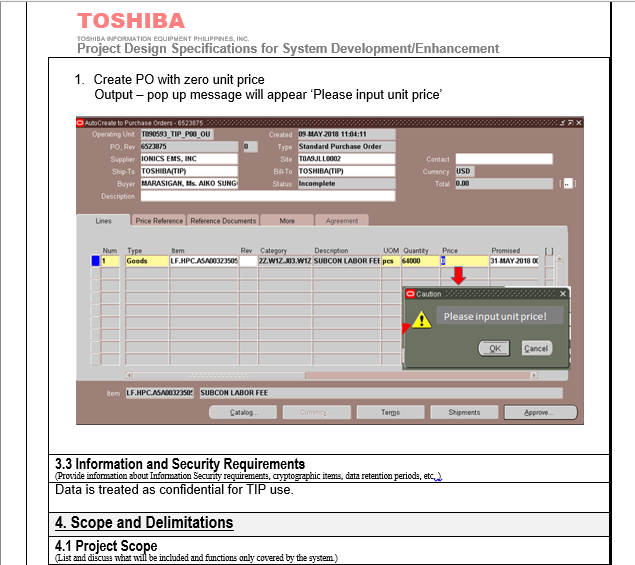 TOSHIBA
TOSHIBA INFORMATION EQUIPMENT PHILIPPINES, INC.
Project Design Specifications for System Development/Enhancement
1. Create PO with zero unit price
Output – pop up message will appear ‘Please input unit price’
AutoCreate to Purchase Orders - 6523875
Operating Unit T090593_TIP_P00_OU Created 09-MAY-2018 11:04:11
PO, Rev 6523875 0 Type Standard Purchase Order
Supplier IONICS EMS, INC Site T0A9JLL0002 Contact
Ship-To TOSHIBA(TIP) Bill-To TOSHIBA(TIP) Currency USD
Buyer MARASIGAN, Ms. AIKO SUNG Status Incomplete Total 0.00 [ .. ]
Description
Lines Price Reference Reference Documents More Agreement
Num Type Item Rev Category Description UOM Quantity Price Promised [ ]
1 Goods LF.HPC.A5A00323505 ZZ.W1Z.J03.W1Z SUBCON LABOR FEE pcs 64000 0 31-MAY-2018 00
Caution
Please input unit price!
OK Cancel
Item LF.HPC.A5A00323505 SUBCON LABOR FEE
Catalog... Currency... Terms Shipments Approve...
3.3 Information and Security Requirements
(Provide information about Information Security requirements, cryptographic items, data retention periods, etc,.)
Data is treated as confidential for TIP use.
4. Scope and Delimitations
4.1 Project Scope
(List and discuss what will be included and functions only covered by the system.)